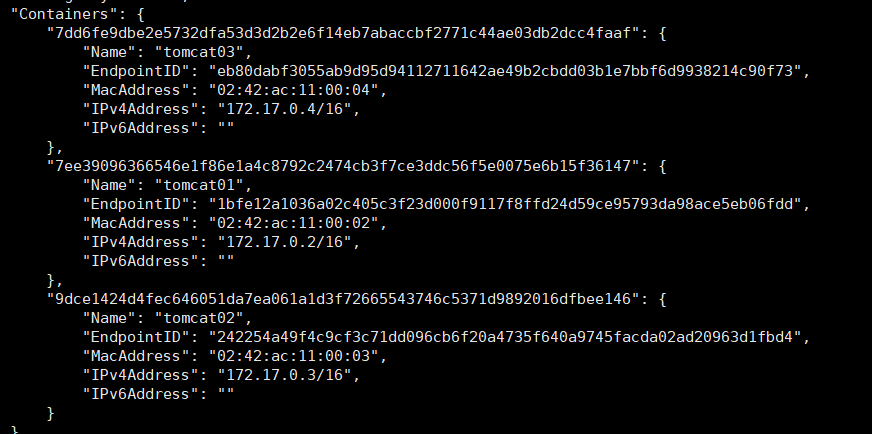 "Containers": {
"7dd6fe9dbe2e5732dfa53d3d2b2e6f14eb7abaccbf2771c44ae03db2dcc4faaf": {
"Name": "tomcat03",
"EndpointID": "eb80dabf3055ab9d95d94112711642ae49b2cbdd03b1e7bbf6d9938214c90f73",
"MacAddress": "02:42:ac:11:00:04",
"IPv4Address": "172.17.0.4/16",
"IPv6Address": ""
},
"7ee39096366546e1f86e1a4c8792c2474cb3f7ce3ddc56f5e0075e6b15f36147": {
"Name": "tomcat01",
"EndpointID": "1bfe12a1036a02c405c3f23d000f9117f8ffd24d59ce95793da98ace5eb06fdd",
"MacAddress": "02:42:ac:11:00:02",
"IPv4Address": "172.17.0.2/16",
"IPv6Address": ""
},
"9dce1424d4fec646051da7ea061a1d3f72665543746c5371d9892016dfbee146": {
"Name": "tomcat02",
"EndpointID": "242254a49f4c9cf3c71dd096cb6f20a4735f640a9745facda02ad20963d1fbd4",
"MacAddress": "02:42:ac:11:00:03",
"IPv4Address": "172.17.0.3/16",
"IPv6Address": ""
}
}